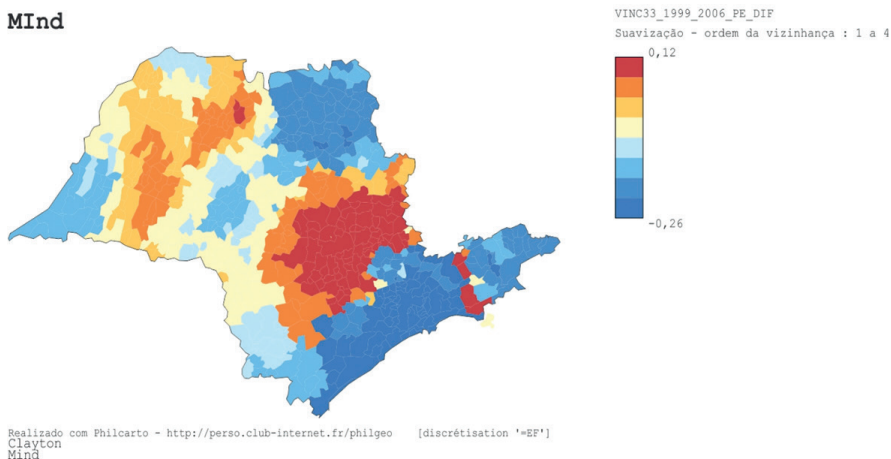 MInd
VINC33_1999_2006_PE_DIF
Suavização - ordem da vizinhança : 1 a 4
0,12
-0,26
Realizado com Philcarto - http://perso.club-internet.fr/philgeo [discrétisation '=EF']
Clayton
Mind